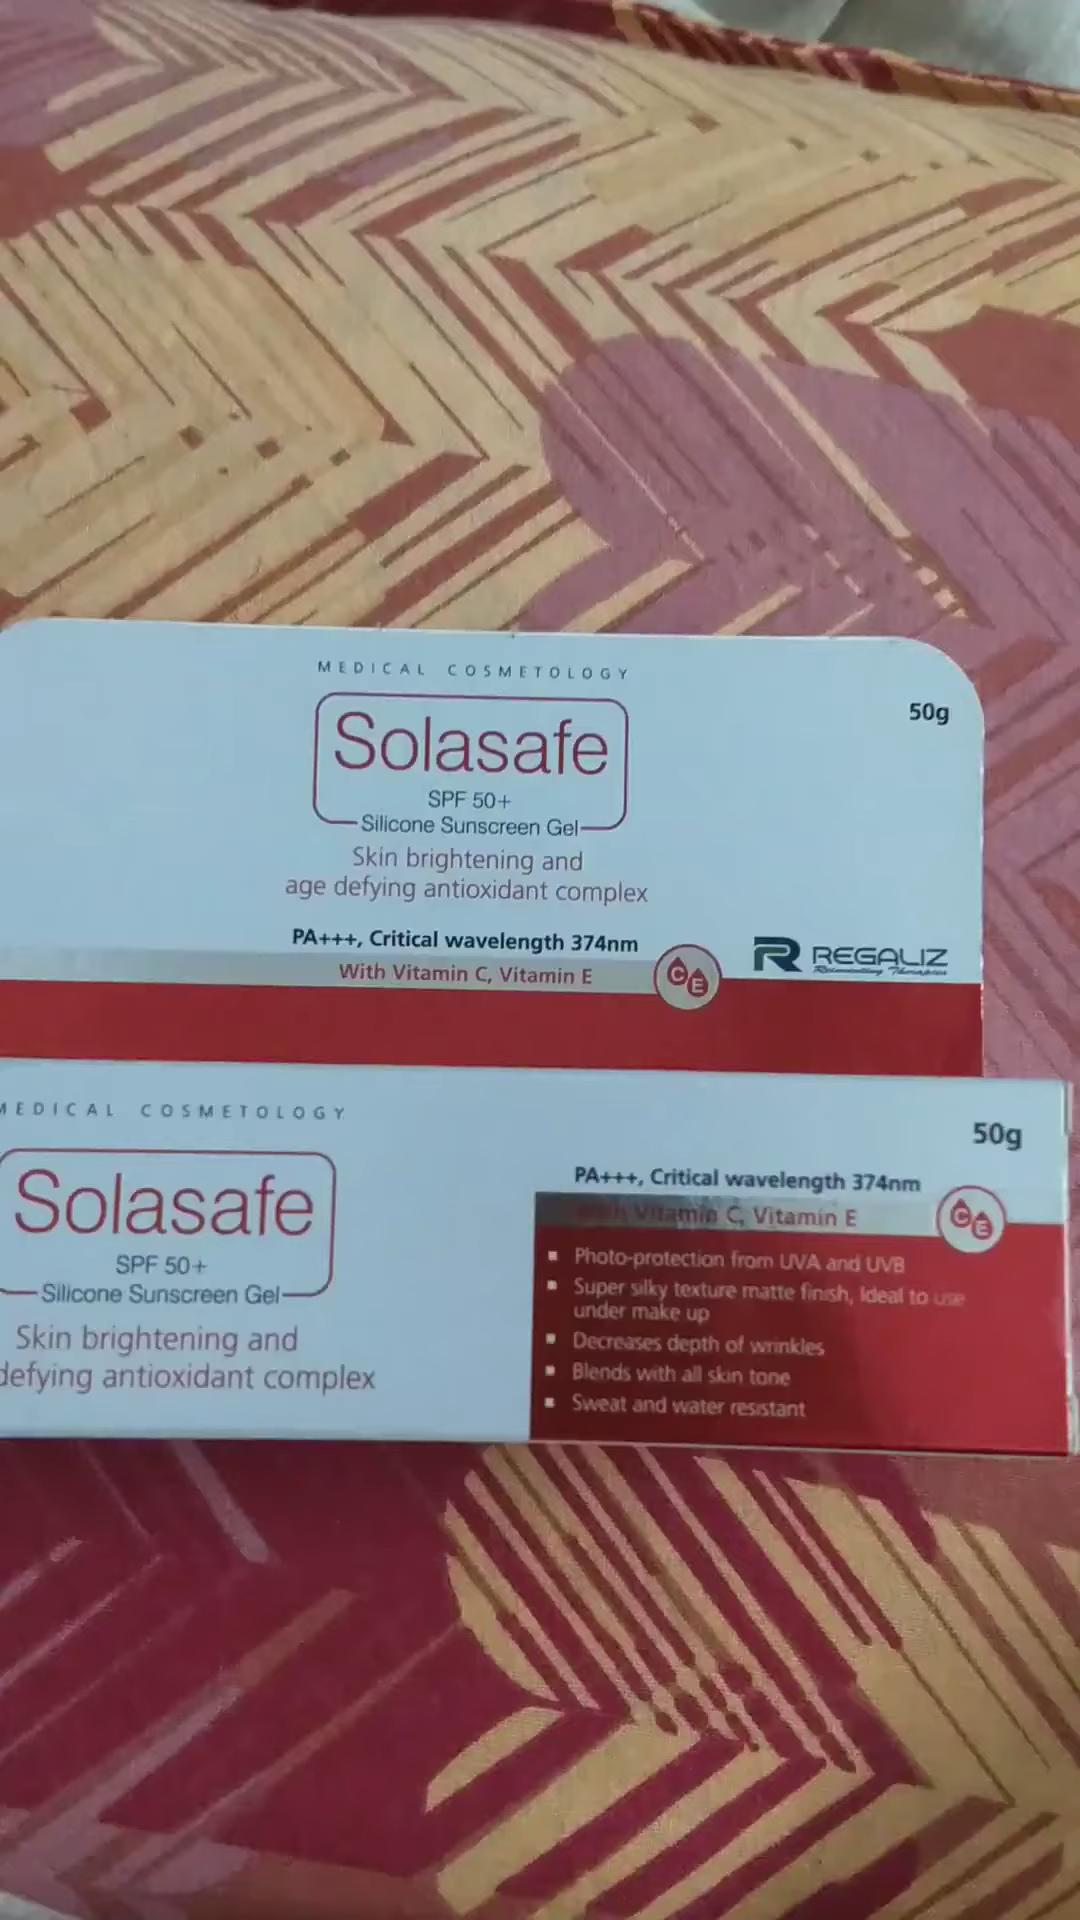 MEDICAL COSMETOLOGY
50g
Solasafe
SPF 50+
Silicone Sunscreen Gel
Skin brightening and
age defying antioxidant complex
PA+++, Critical wavelength 374nm
With Vitamin C, Vitamin E
C E
REGALIZ
MEDICAL COSMETOLOGY
Solasafe
SPF 50+
Silicone Sunscreen Gel
Skin brightening and
defying antioxidant complex
50g
PA+++, Critical wavelength 374nm
With Vitamin C, Vitamin E
C E
Photo-protection from UVA and UVB
Super silky texture matte finish, Ideal to use
under make up
Decreases depth of wrinkles
Blends with all skin tone
Sweat and water resistant